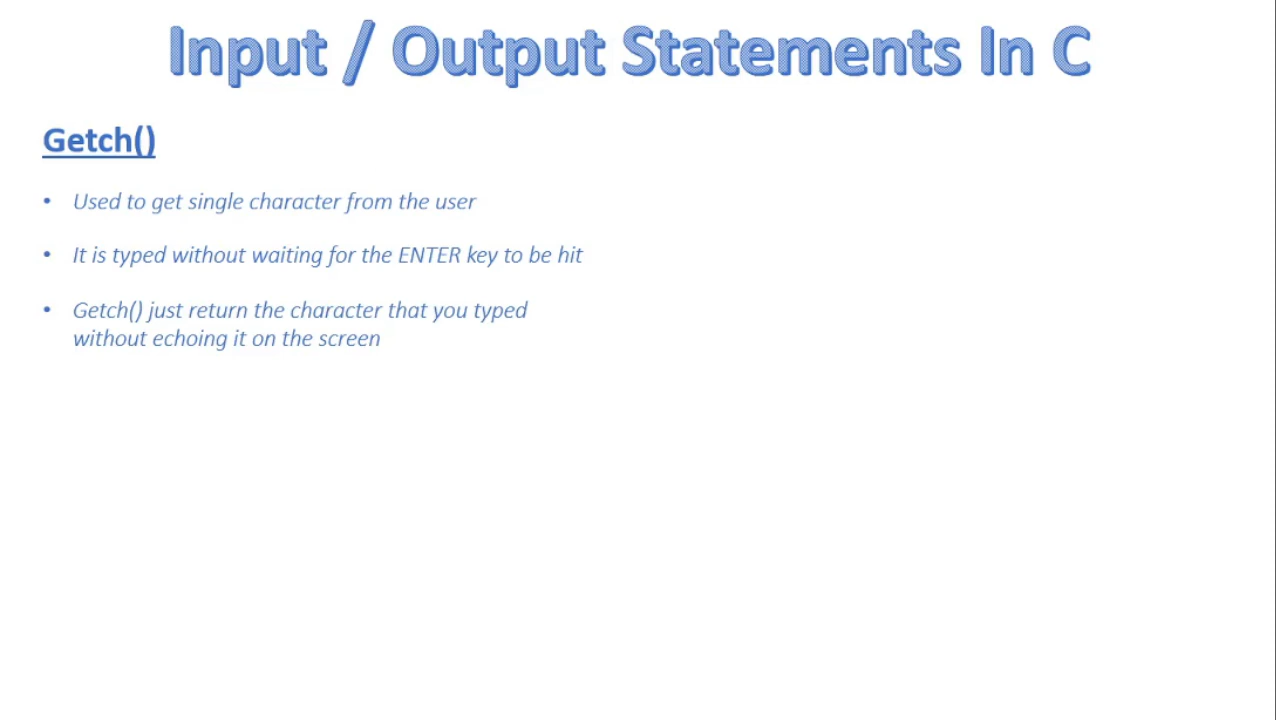 Input / Output Statements In C
Getch()
• Used to get single character from the user
• It is typed without waiting for the ENTER key to be hit
• Getch() just return the character that you typed
without echoing it on the screen